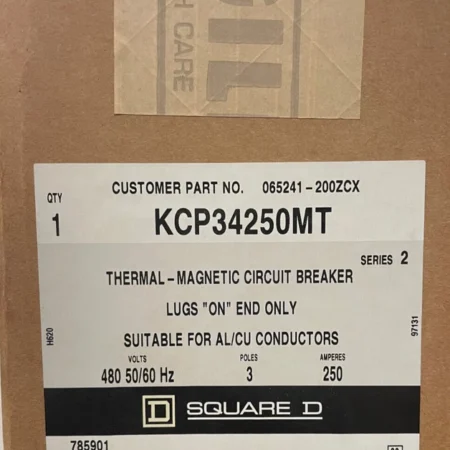 FRAGIL
H CARE
CUSTOMER PART NO. 065241-200ZCX
QTY
1
KCP34250MT
SERIES 2
THERMAL-MAGNETIC CIRCUIT BREAKER
LUGS "ON" END ONLY
SUITABLE FOR AL/CU CONDUCTORS
H620
97131
VOLTS POLES AMPERES
480 50/60 Hz 3 250
D SQUARE D
785901